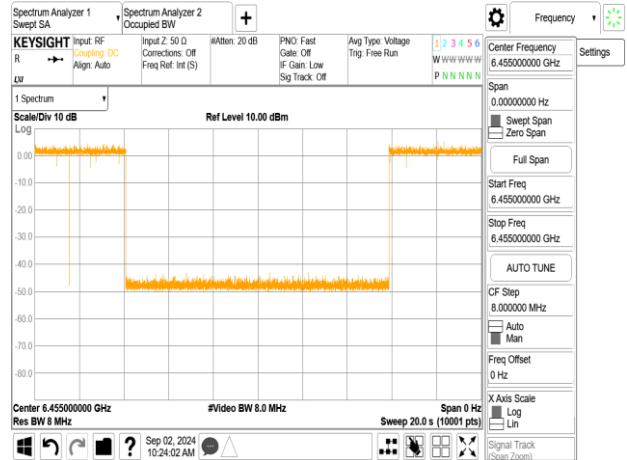 Spectrum Analyzer 1
Swept SA
Spectrum Analyzer 2
Occupied BW
+
Frequency
KEYSIGHT
R
LXI
Input: RF
Coupling: DC
Align: Auto
Input Z: 50 Ω
Corrections: Off
Freq Ref: Int (S)
#Atten: 20 dB
PNO: Fast
Gate: Off
IF Gain: Low
Sig Track: Off
Avg Type: Voltage
Trig: Free Run
1 2 3 4 5 6
W W W W W W
P N N N N N
Center Frequency
6.455000000 GHz
Settings
Span
0.00000000 Hz
Swept Span
Zero Span
Full Span
Start Freq
6.455000000 GHz
Stop Freq
6.455000000 GHz
AUTO TUNE
CF Step
8.000000 MHz
Auto
Man
Freq Offset
0 Hz
X Axis Scale
Log
Lin
Signal Track
(Span Zoom)
1 Spectrum
Scale/Div 10 dB
Ref Level 10.00 dBm
Log
0.00
-10.0
-20.0
-30.0
-40.0
-50.0
-60.0
-70.0
-80.0
Center 6.455000000 GHz
#Video BW 8.0 MHz
Span 0 Hz
Res BW 8 MHz
Sweep 20.0 s (10001 pts)
?
Sep 02, 2024
10:24:02 AM